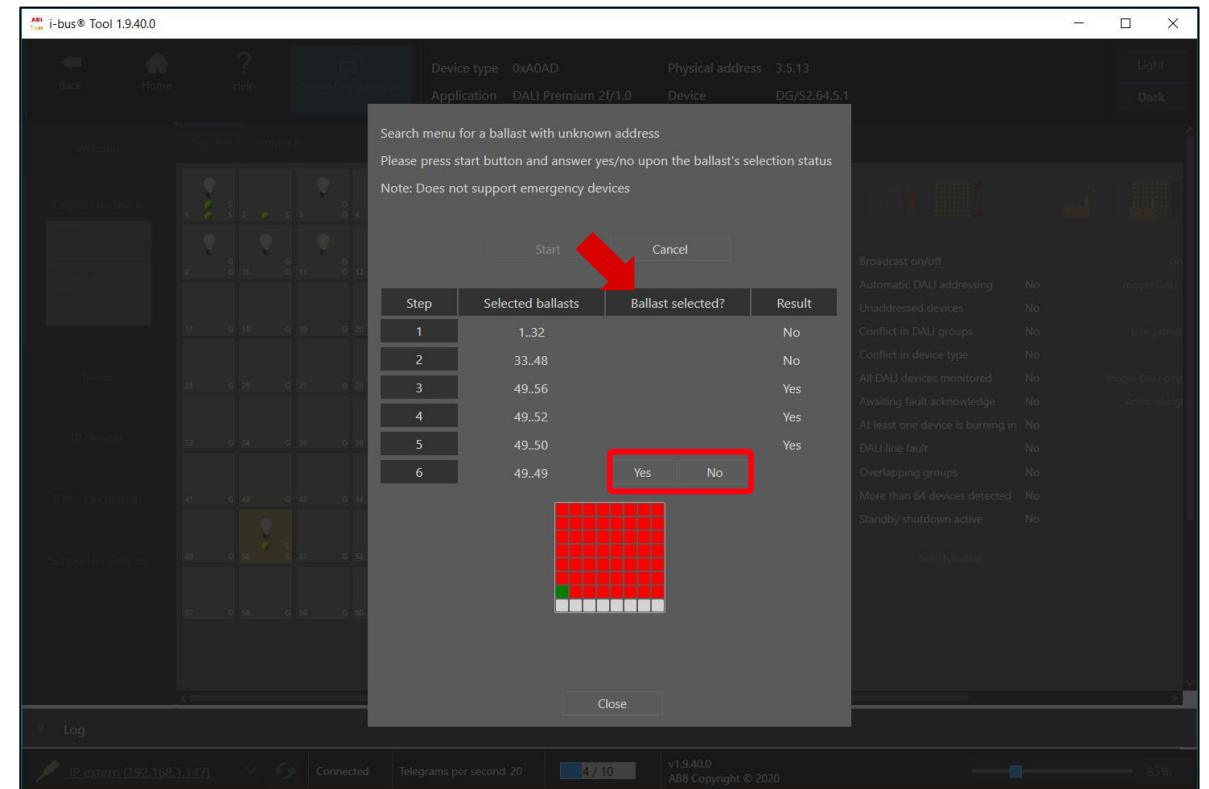 i-bus® Tool 1.9.40.0
Back
Home
Help
Light
Dark
Device type 0xA0AD
Physical address 3.5.13
Application DALI Premium 2f/1.0
Device DG/S2.64.5.1
Welcome
Search menu for a ballast with unknown address
Please press start button and answer yes/no upon the ballast's selection status
Note: Does not support emergency devices
Start
Cancel
Step Selected ballasts Ballast selected? Result
1 1..32 No
2 33..48 No
3 49..56 Yes
4 49..52 Yes
5 49..50 Yes
6 49..49 Yes No
Close
Broadcast on/off On
Automatic DALI addressing No
Unaddressed devices No
Conflict in DALI groups No
Conflict in device type No
All DALI devices monitored No
Awaiting fault acknowledge No
At least one device is burning in No
DALI line fault No
Overlapping groups No
More than 64 devices detected No
Standby shutdown active No
IP devices
Supported devices
Log
IP extern (192.168.1.147)
Connected
Telegrams per second 20
4 / 10
v1.9.40.0
ABB Copyright © 2020
85%